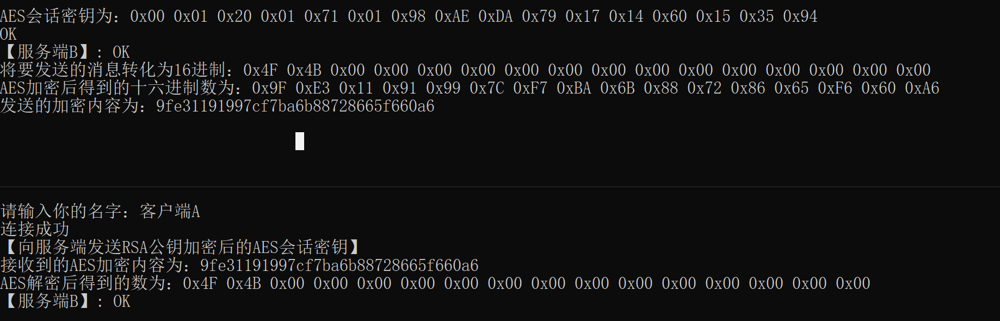 AES会话密钥为：0x00 0x01 0x20 0x01 0x71 0x01 0x98 0xAE 0xDA 0x79 0x17 0x14 0x60 0x15 0x35 0x94
OK
【服务端B】：OK
将要发送的消息转化为16进制：0x4F 0x4B 0x00 0x00 0x00 0x00 0x00 0x00 0x00 0x00 0x00 0x00 0x00 0x00 0x00 0x00
AES加密后得到的十六进制数为：0x9F 0xE3 0x11 0x91 0x99 0x7C 0xF7 0xBA 0x6B 0x88 0x72 0x86 0x65 0xF6 0x60 0xA6
发送的加密内容为：9fe31191997cf7ba6b88728665f660a6
请输入你的名字：客户端A
连接成功
【向服务端发送RSA公钥加密后的AES会话密钥】
接收到的AES加密内容为：9fe31191997cf7ba6b88728665f660a6
AES解密后得到的数为：0x4F 0x4B 0x00 0x00 0x00 0x00 0x00 0x00 0x00 0x00 0x00 0x00 0x00 0x00 0x00 0x00
【服务端B】：OK